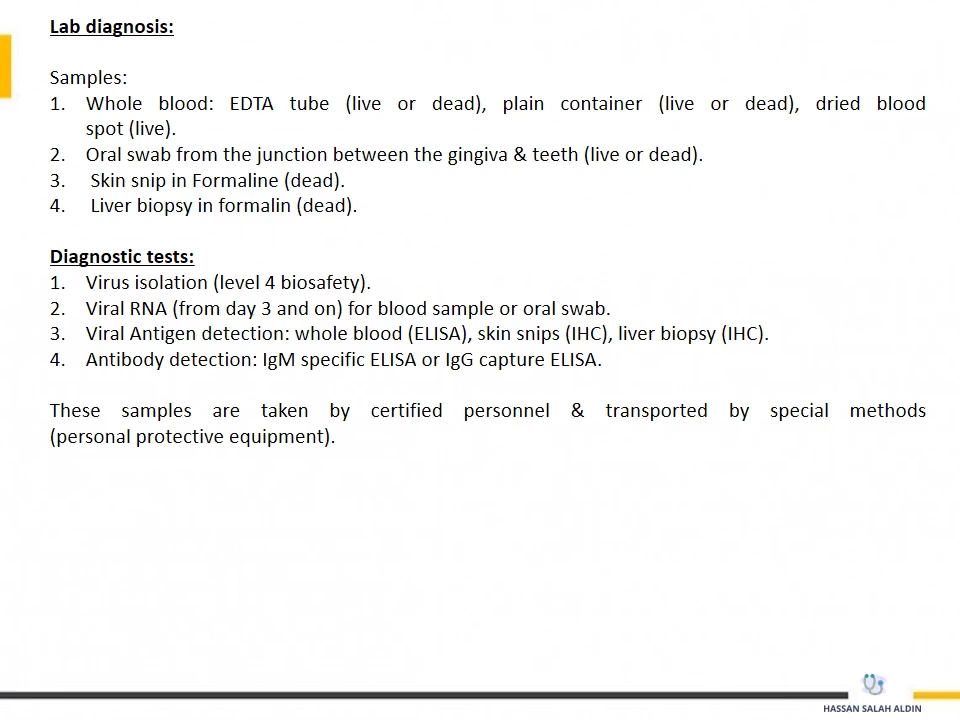 Lab diagnosis:
Samples:
1. Whole blood: EDTA tube (live or dead), plain container (live or dead), dried blood
spot (live).
2. Oral swab from the junction between the gingiva & teeth (live or dead).
3. Skin snip in Formaline (dead).
4. Liver biopsy in formalin (dead).
Diagnostic tests:
1. Virus isolation (level 4 biosafety).
2. Viral RNA (from day 3 and on) for blood sample or oral swab.
3. Viral Antigen detection: whole blood (ELISA), skin snips (IHC), liver biopsy (IHC).
4. Antibody detection: IgM specific ELISA or IgG capture ELISA.
These samples are taken by certified personnel & transported by special methods
(personal protective equipment).
HASSAN SALAH ALDIN